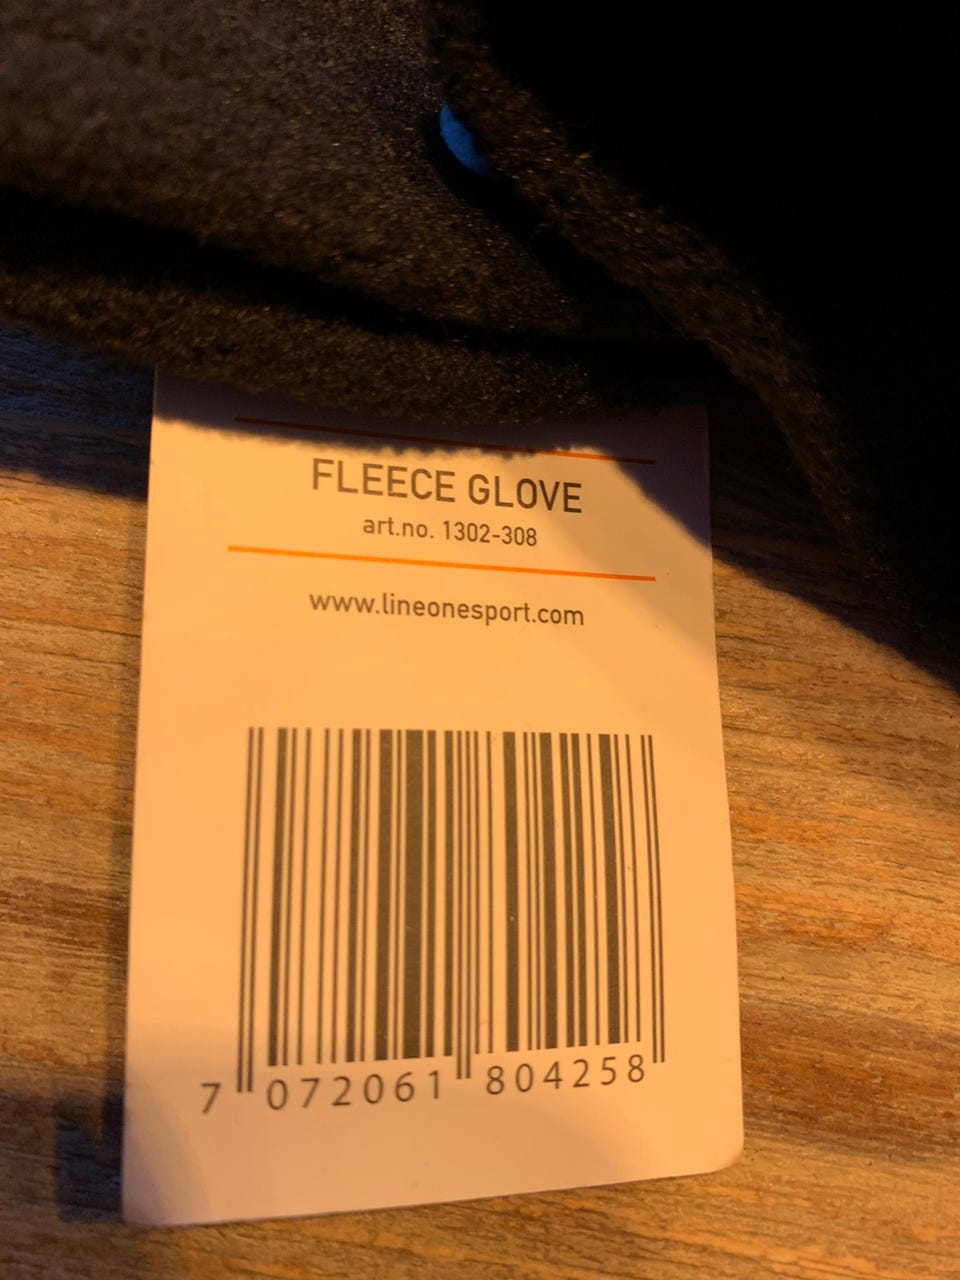 FLEECE GLOVE
art.no. 1302-308
www.lineonesport.com
7 072061 804258